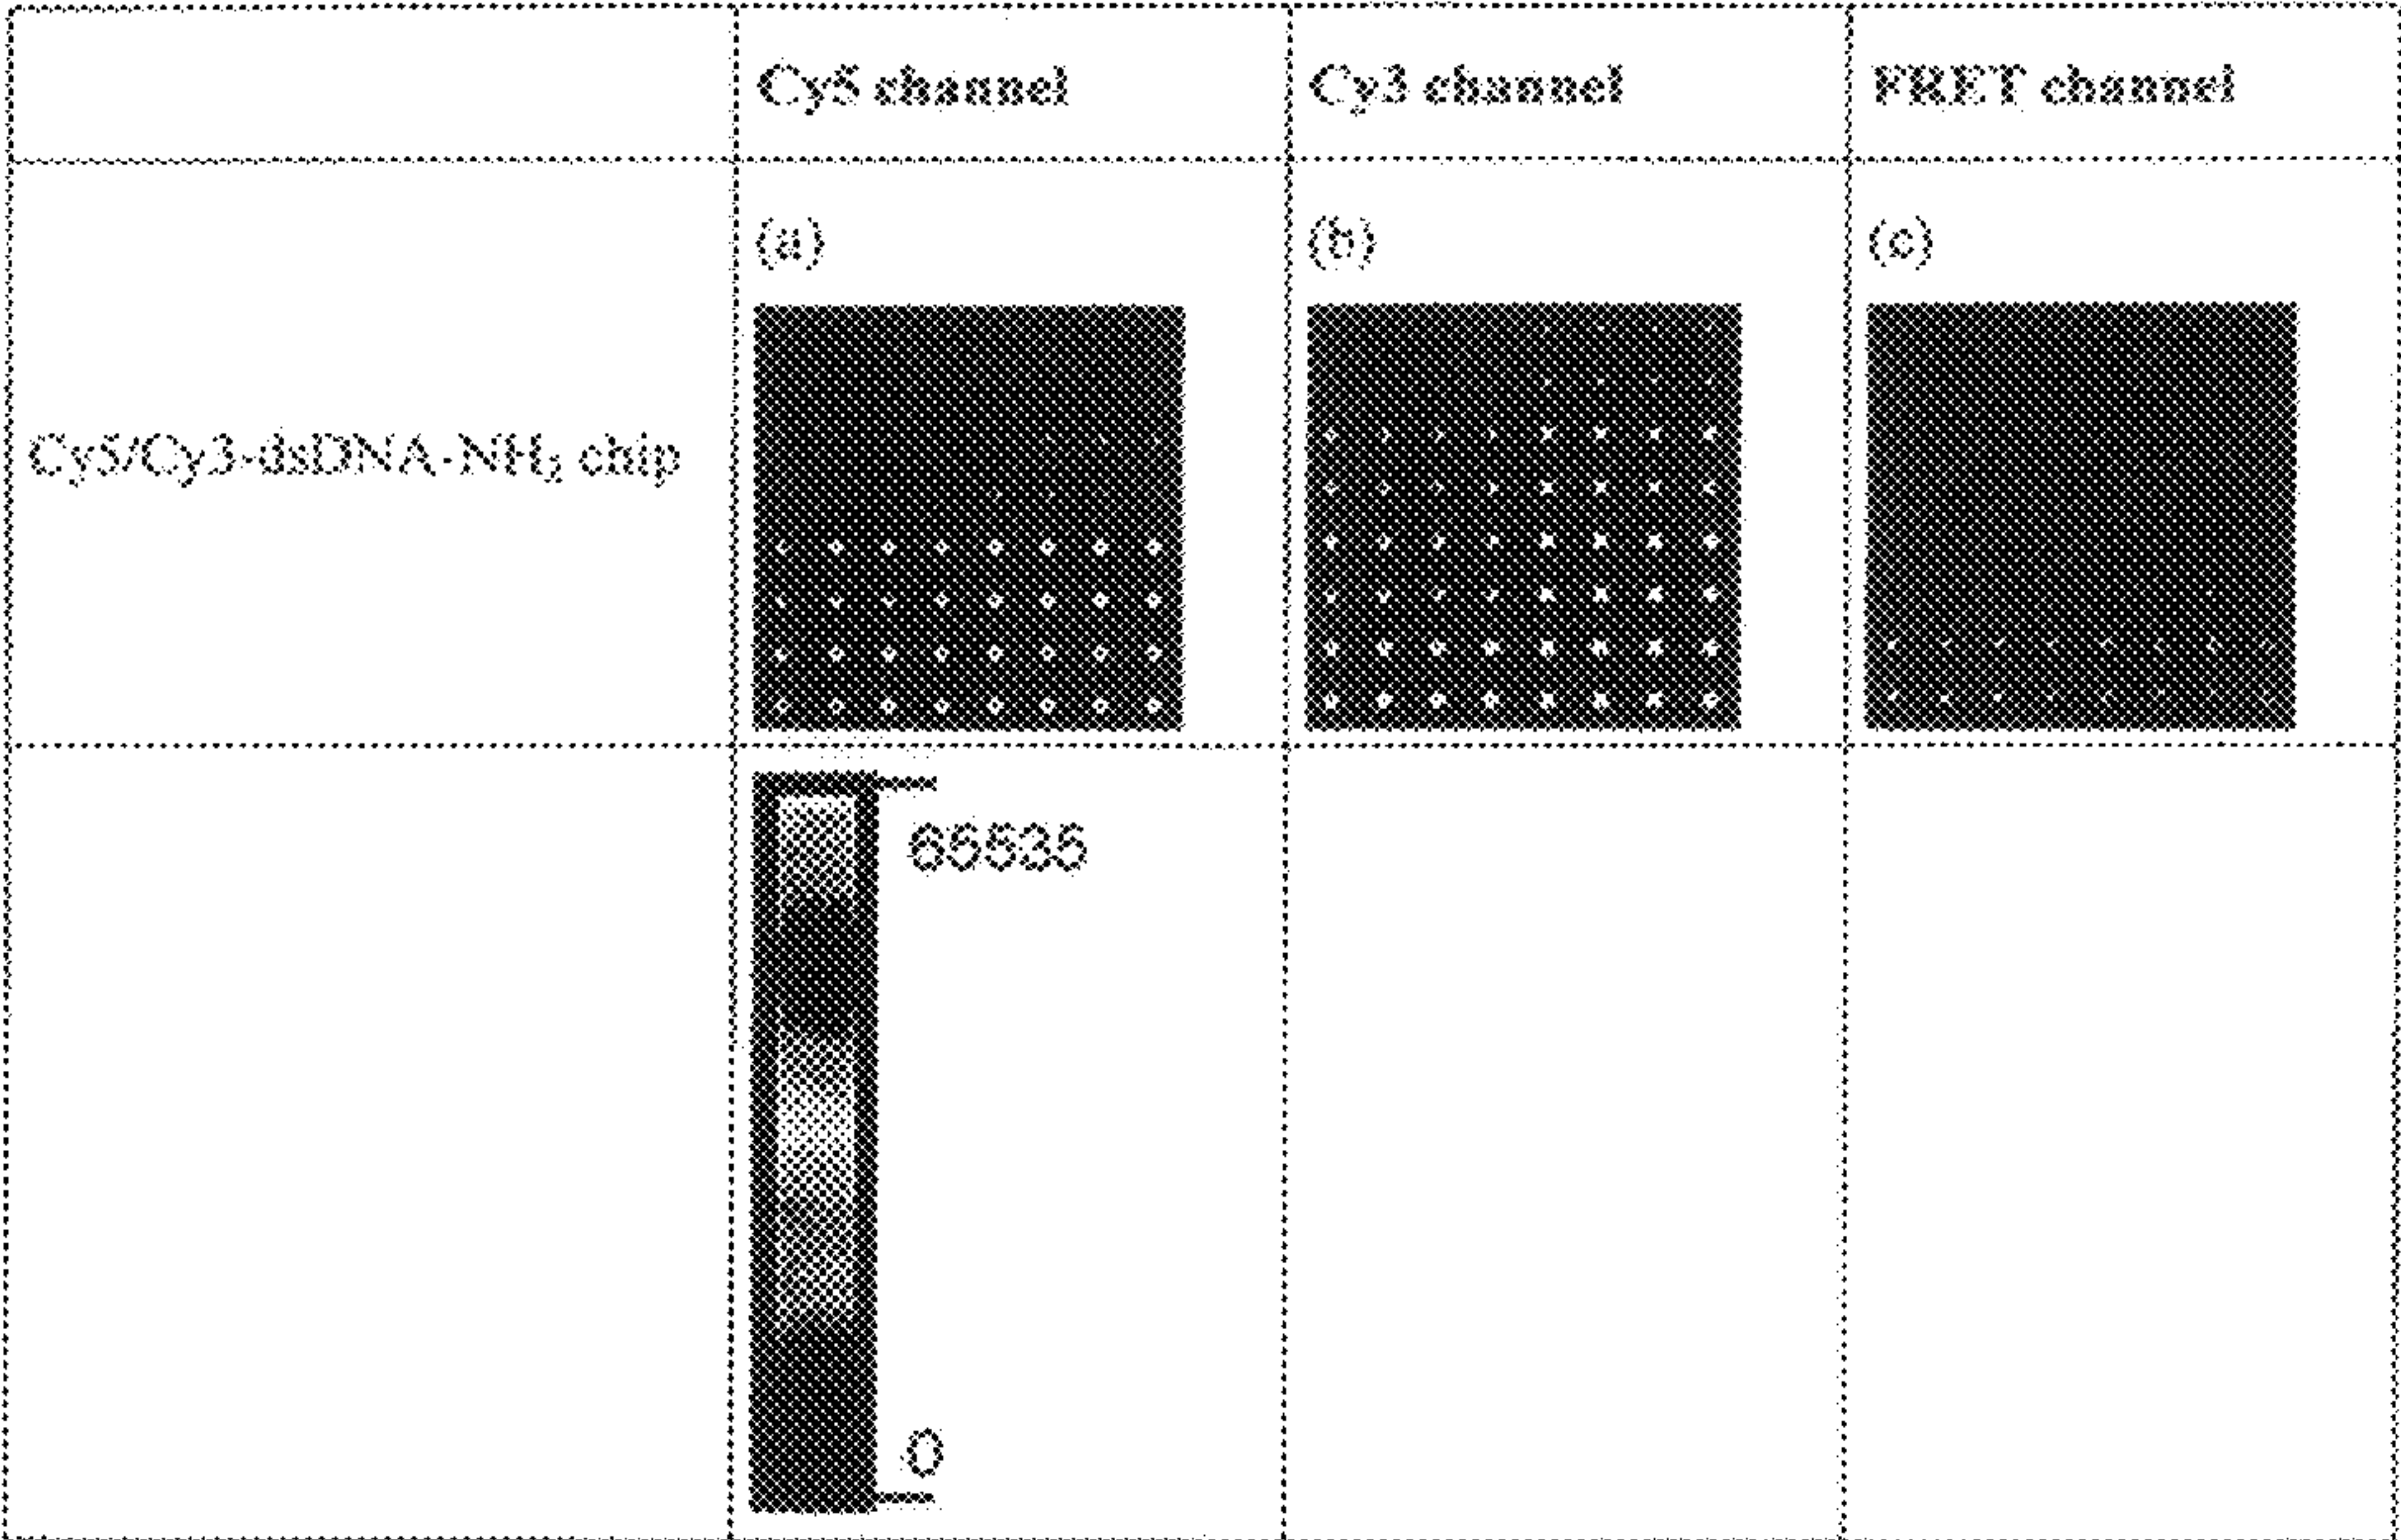 Cy5 channel
Cy3 channel
FRET channel
(a)
(b)
(c)
Cy5/Cy3-dsDNA-NH₂ chip
65535
0